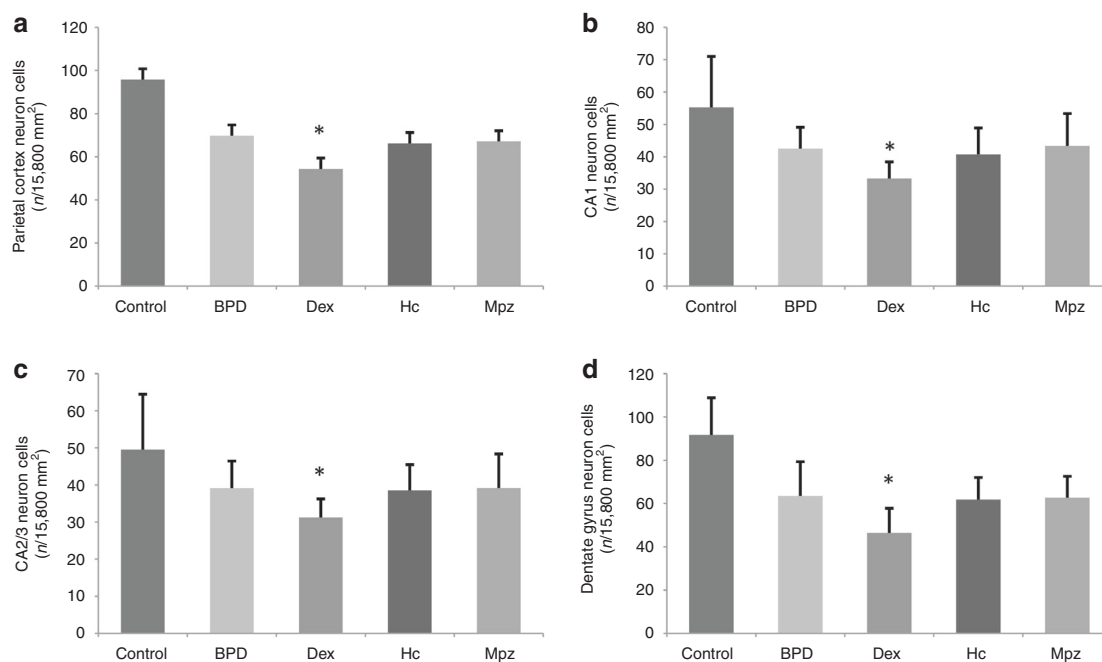 a
Parietal cortex neuron cells
(n/15,800 mm²)
120
100
80
60
40
20
0
*
Control BPD Dex Hc Mpz
b
CA1 neuron cells
(n/15,800 mm²)
80
70
60
50
40
30
20
10
0
*
Control BPD Dex Hc Mpz
c
CA2/3 neuron cells
(n/15,800 mm²)
70
60
50
40
30
20
10
0
*
Control BPD Dex Hc Mpz
d
Dentate gyrus neuron cells
(n/15,800 mm²)
120
100
80
60
40
20
0
*
Control BPD Dex Hc Mpz